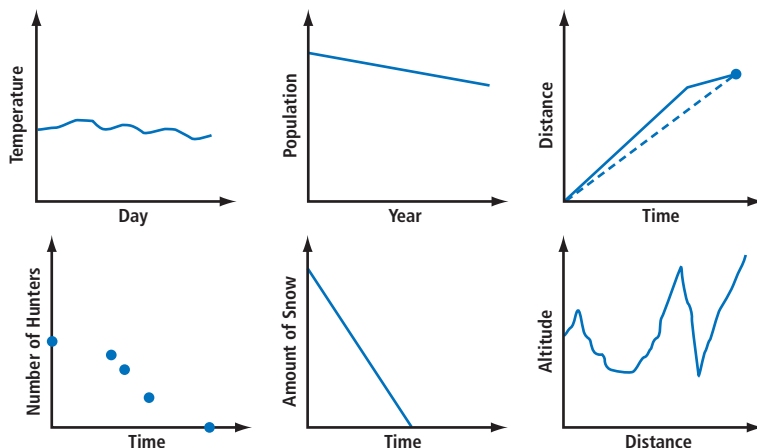 Temperature
Day
Population
Year
Distance
Time
Number of Hunters
Time
Amount of Snow
Time
Altitude
Distance